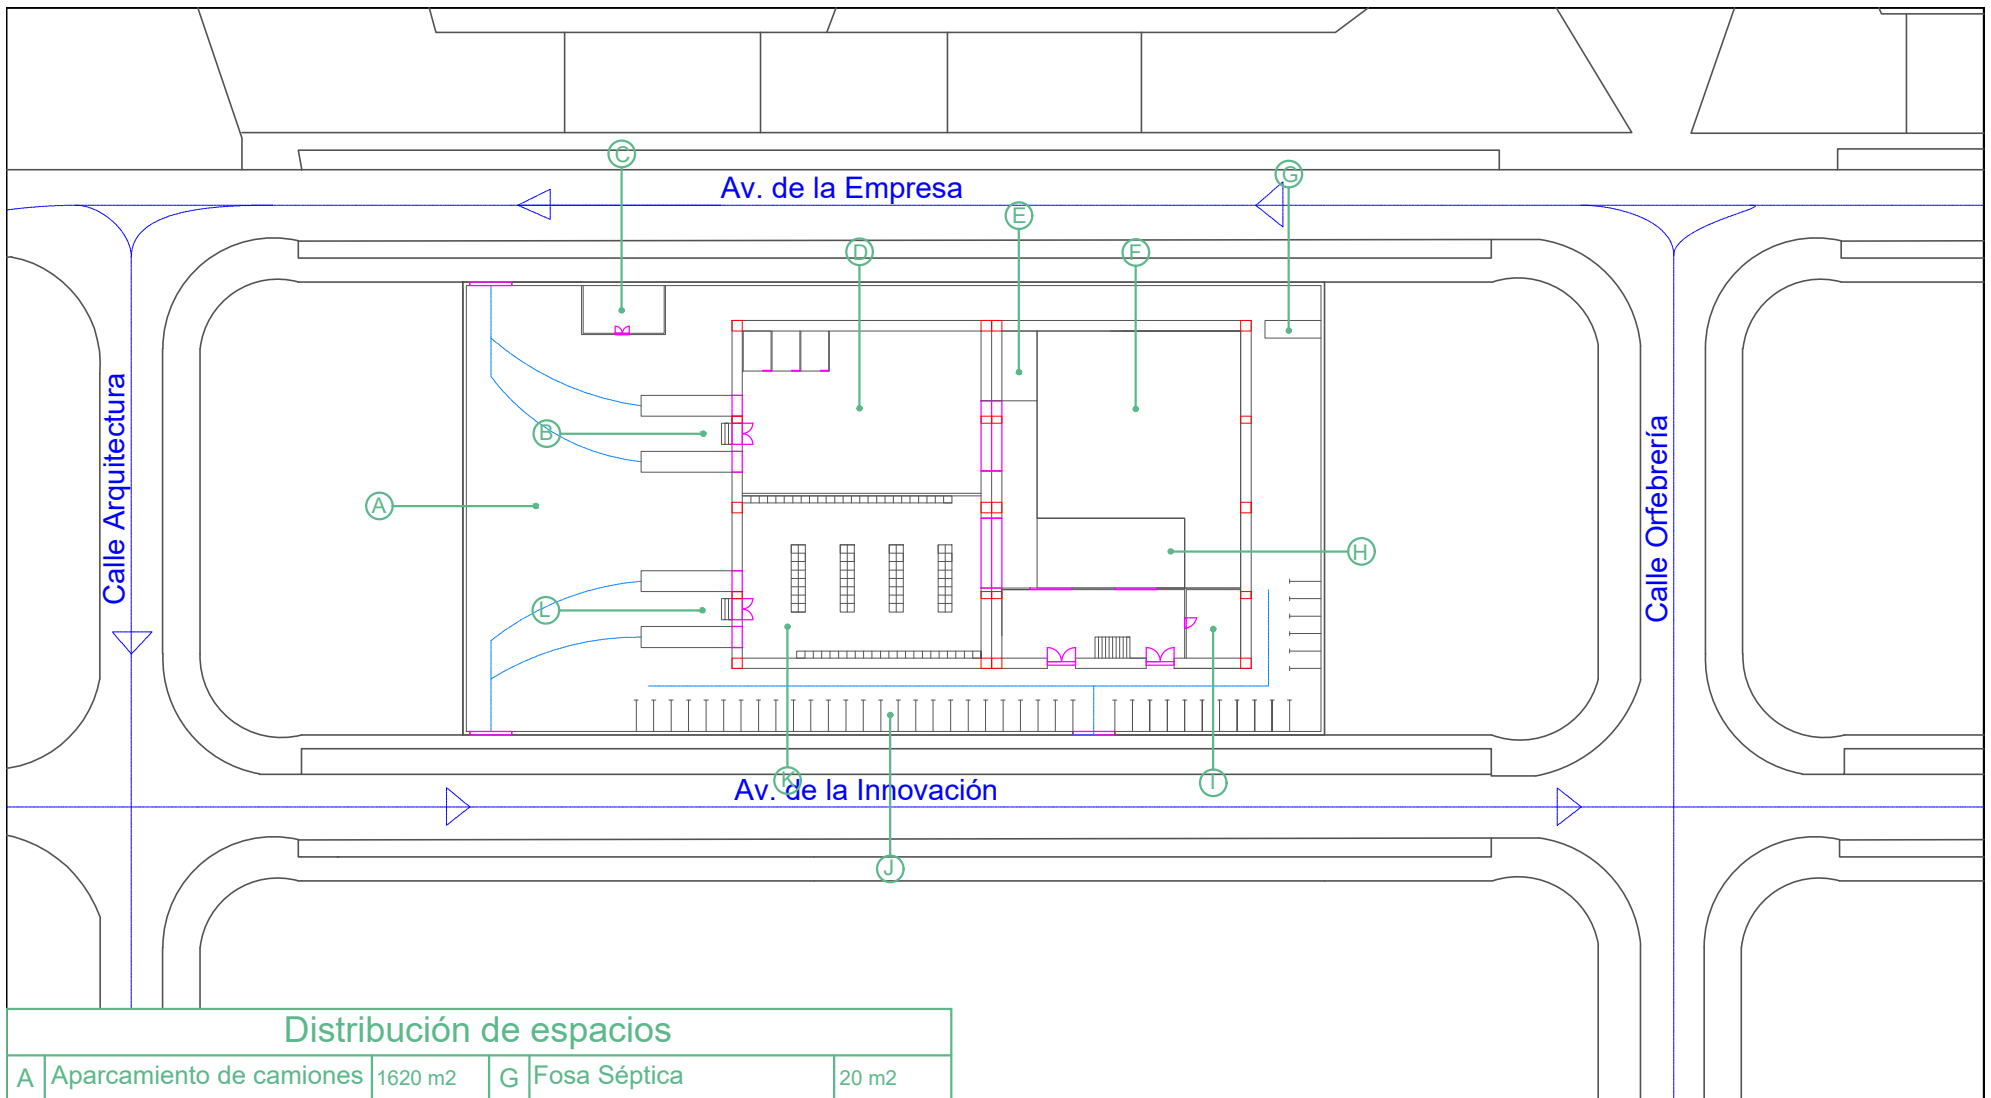 C
Av. de la Empresa
G
E
D
F
Calle Arquitectura
B
A
Calle Orfebrería
H
L
K
Av. de la Innovación
I
J
Distribución de espacios
A Aparcamiento de camiones 1620 m2 G Fosa Séptica 20 m2